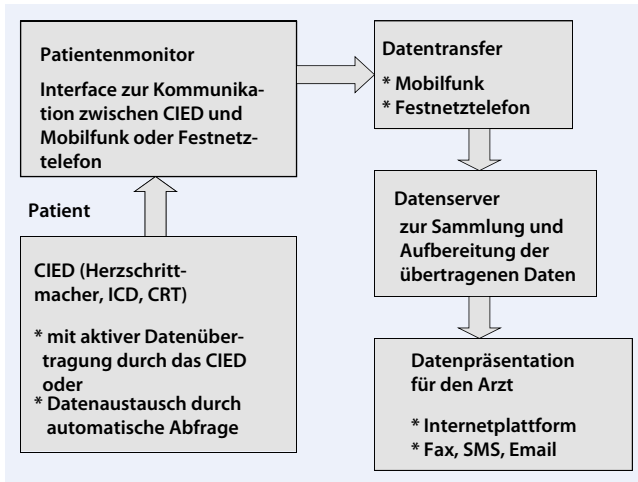 Patientenmonitor
Interface zur Kommunika-
tion zwischen CIED und
Mobilfunk oder Festnetz-
telefon
Datentransfer
* Mobilfunk
* Festnetztelefon
Patient
CIED (Herzschritt-
macher, ICD, CRT)
* mit aktiver Datenüber-
tragung durch das CIED
oder
* Datenaustausch durch
automatische Abfrage
Datenserver
zur Sammlung und
Aufbereitung der
übertragenen Daten
Datenpräsentation
für den Arzt
* Internetplattform
* Fax, SMS, Email